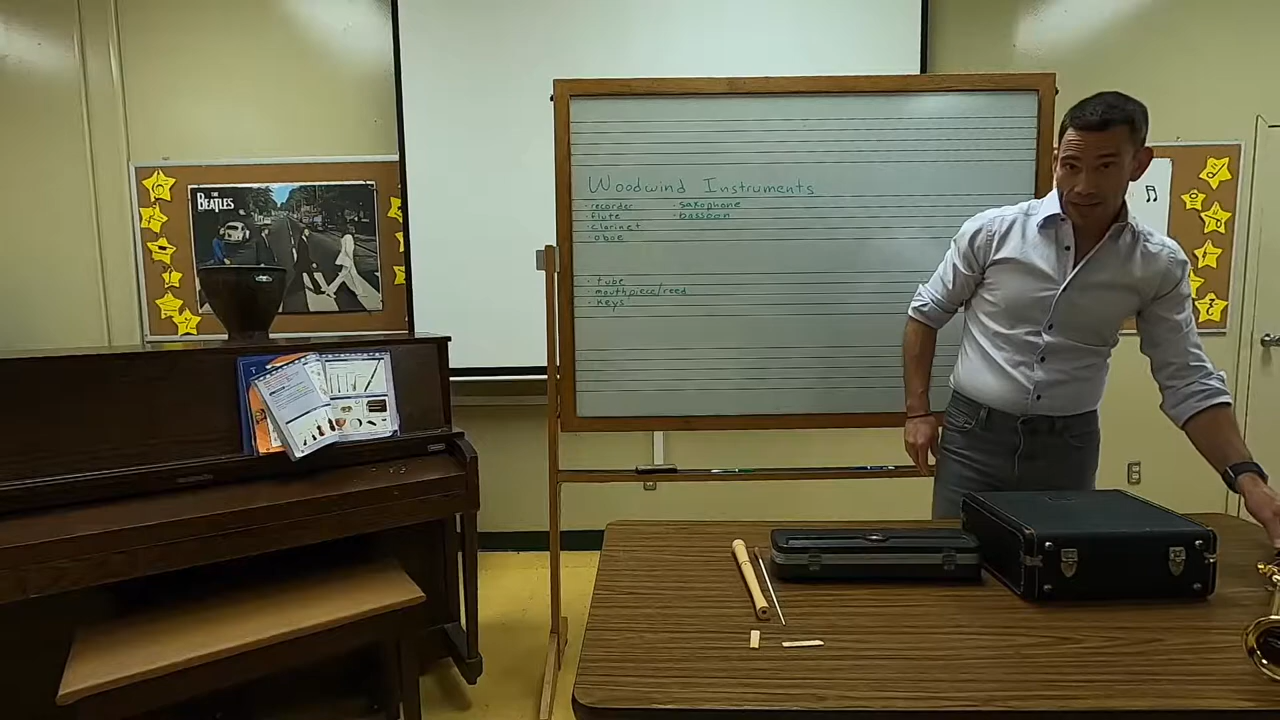 THE
BEATLES
Woodwind Instruments
· recorder · saxophone
· flute · bassoon
· clarinet
· oboe
· tube
· mouthpiece/reed
· keys